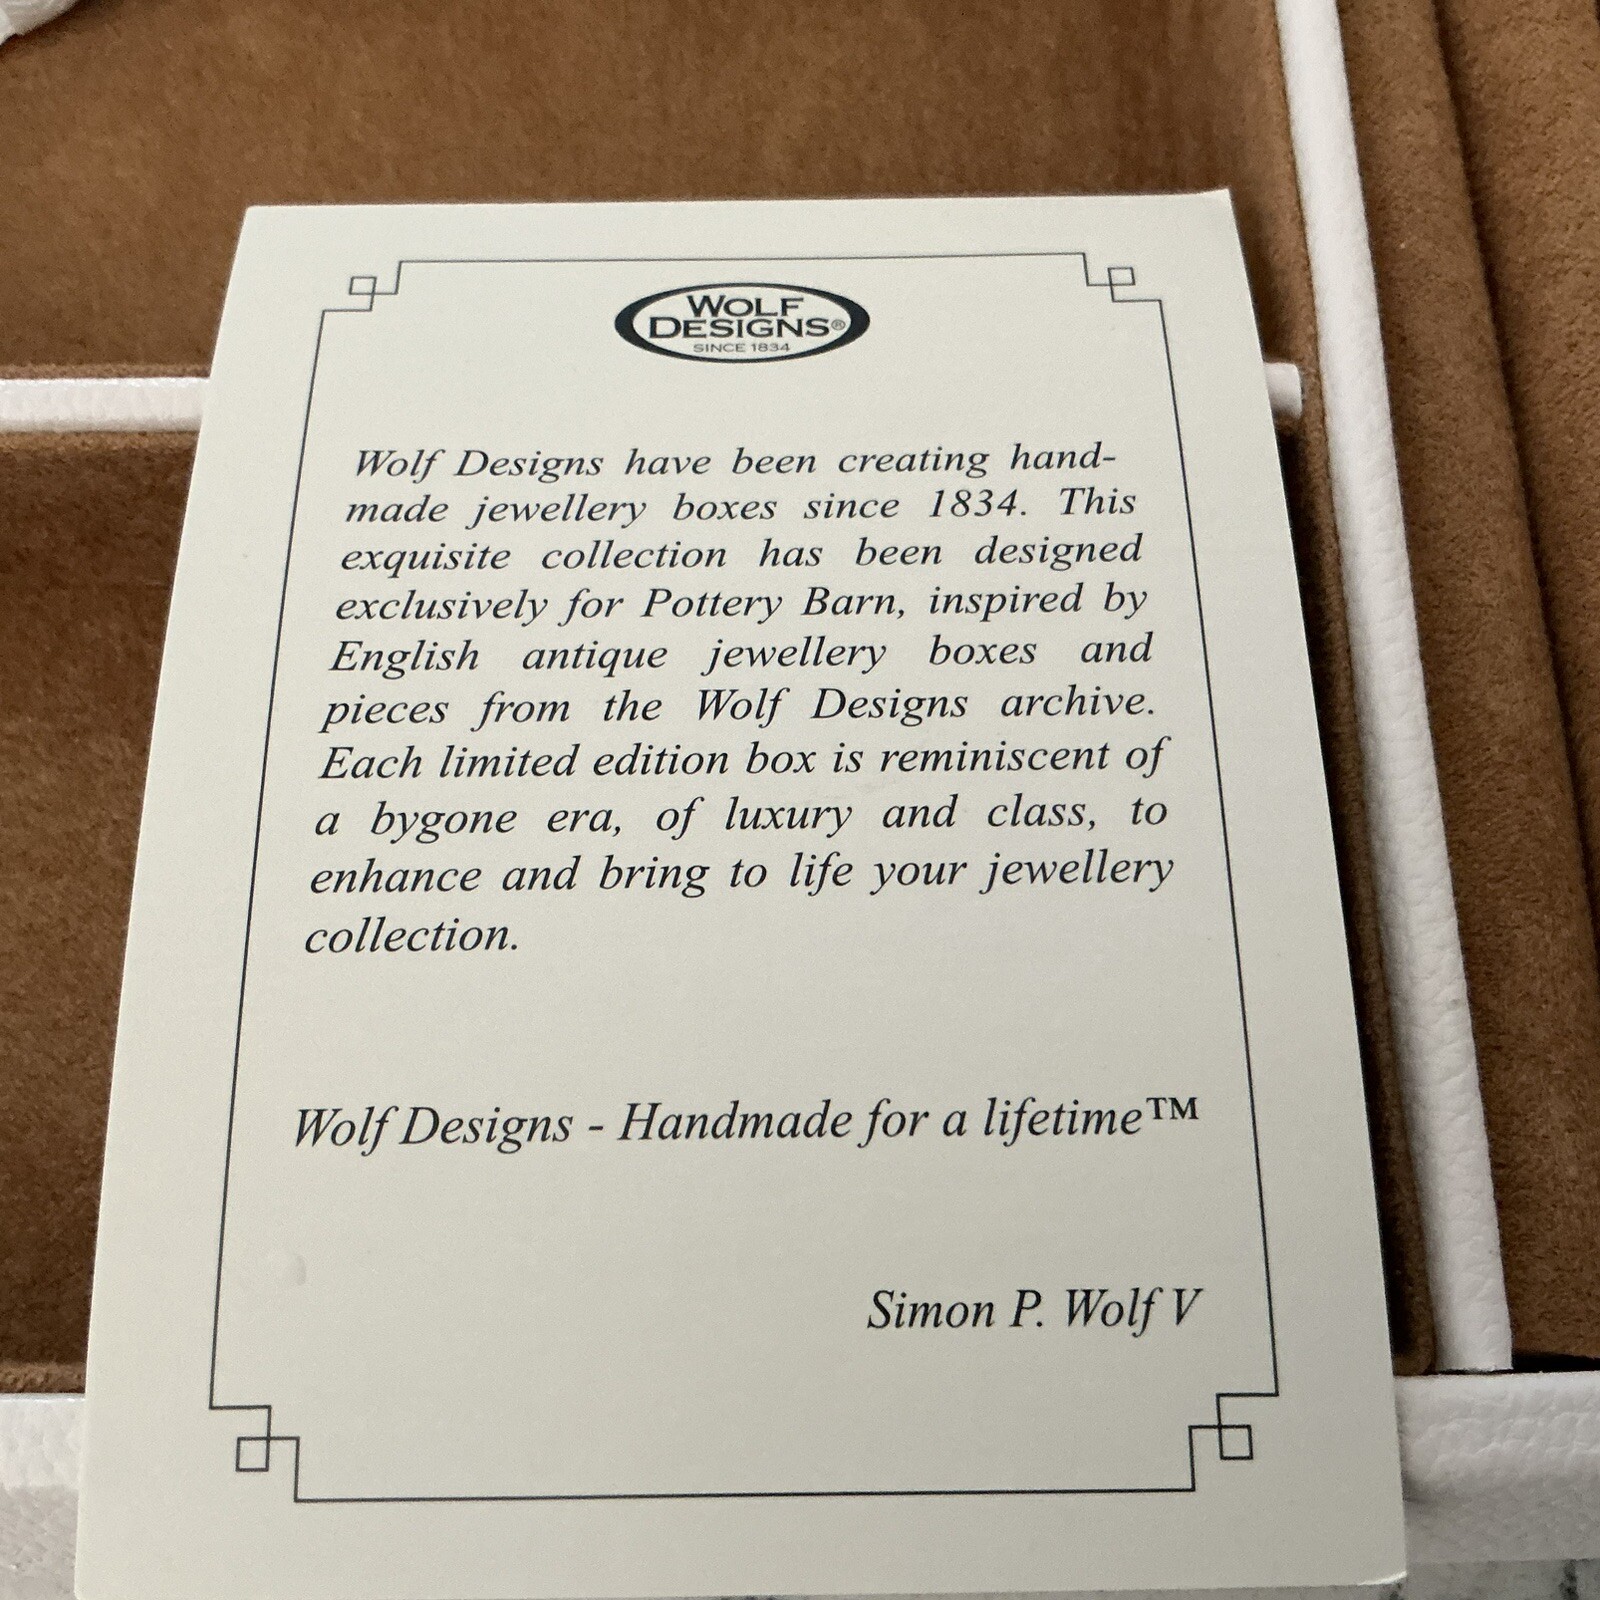 WOLF
DESIGNS®
SINCE 1834
Wolf Designs have been creating hand-
made jewellery boxes since 1834. This
exquisite collection has been designed
exclusively for Pottery Barn, inspired by
English antique jewellery boxes and
pieces from the Wolf Designs archive.
Each limited edition box is reminiscent of
a bygone era, of luxury and class, to
enhance and bring to life your jewellery
collection.
Wolf Designs - Handmade for a lifetime™
Simon P. Wolf V